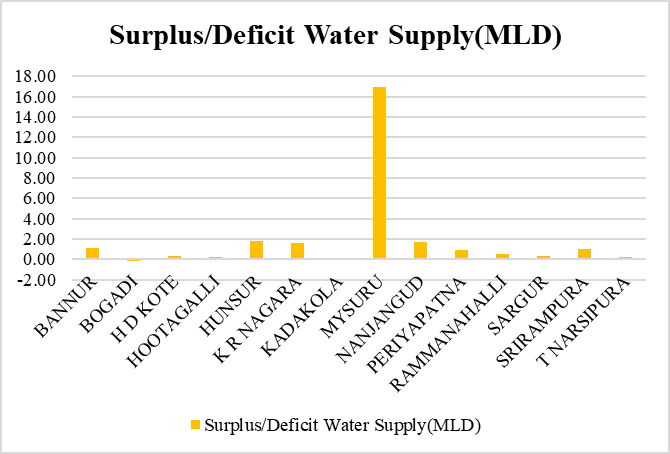 Surplus/Deficit Water Supply(MLD)
18.00
16.00
14.00
12.00
10.00
8.00
6.00
4.00
2.00
0.00
-2.00
BANNUR
BOGADI
H D KOTE
HOOTAGALLI
HUNSUR
K R NAGARA
KADAKOLA
MYSURU
NANJANGUD
PERIYAPATNA
RAMMANAHALLI
SARGUR
SRIRAMPURA
T NARSIPURA
Surplus/Deficit Water Supply(MLD)